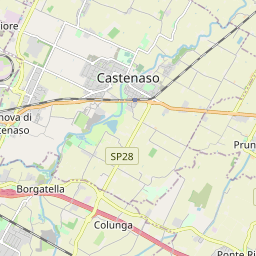 iore
Castenaso
nova di
tenaso
Prun
SP28
Borgatella
Colunga
Ponte Ri